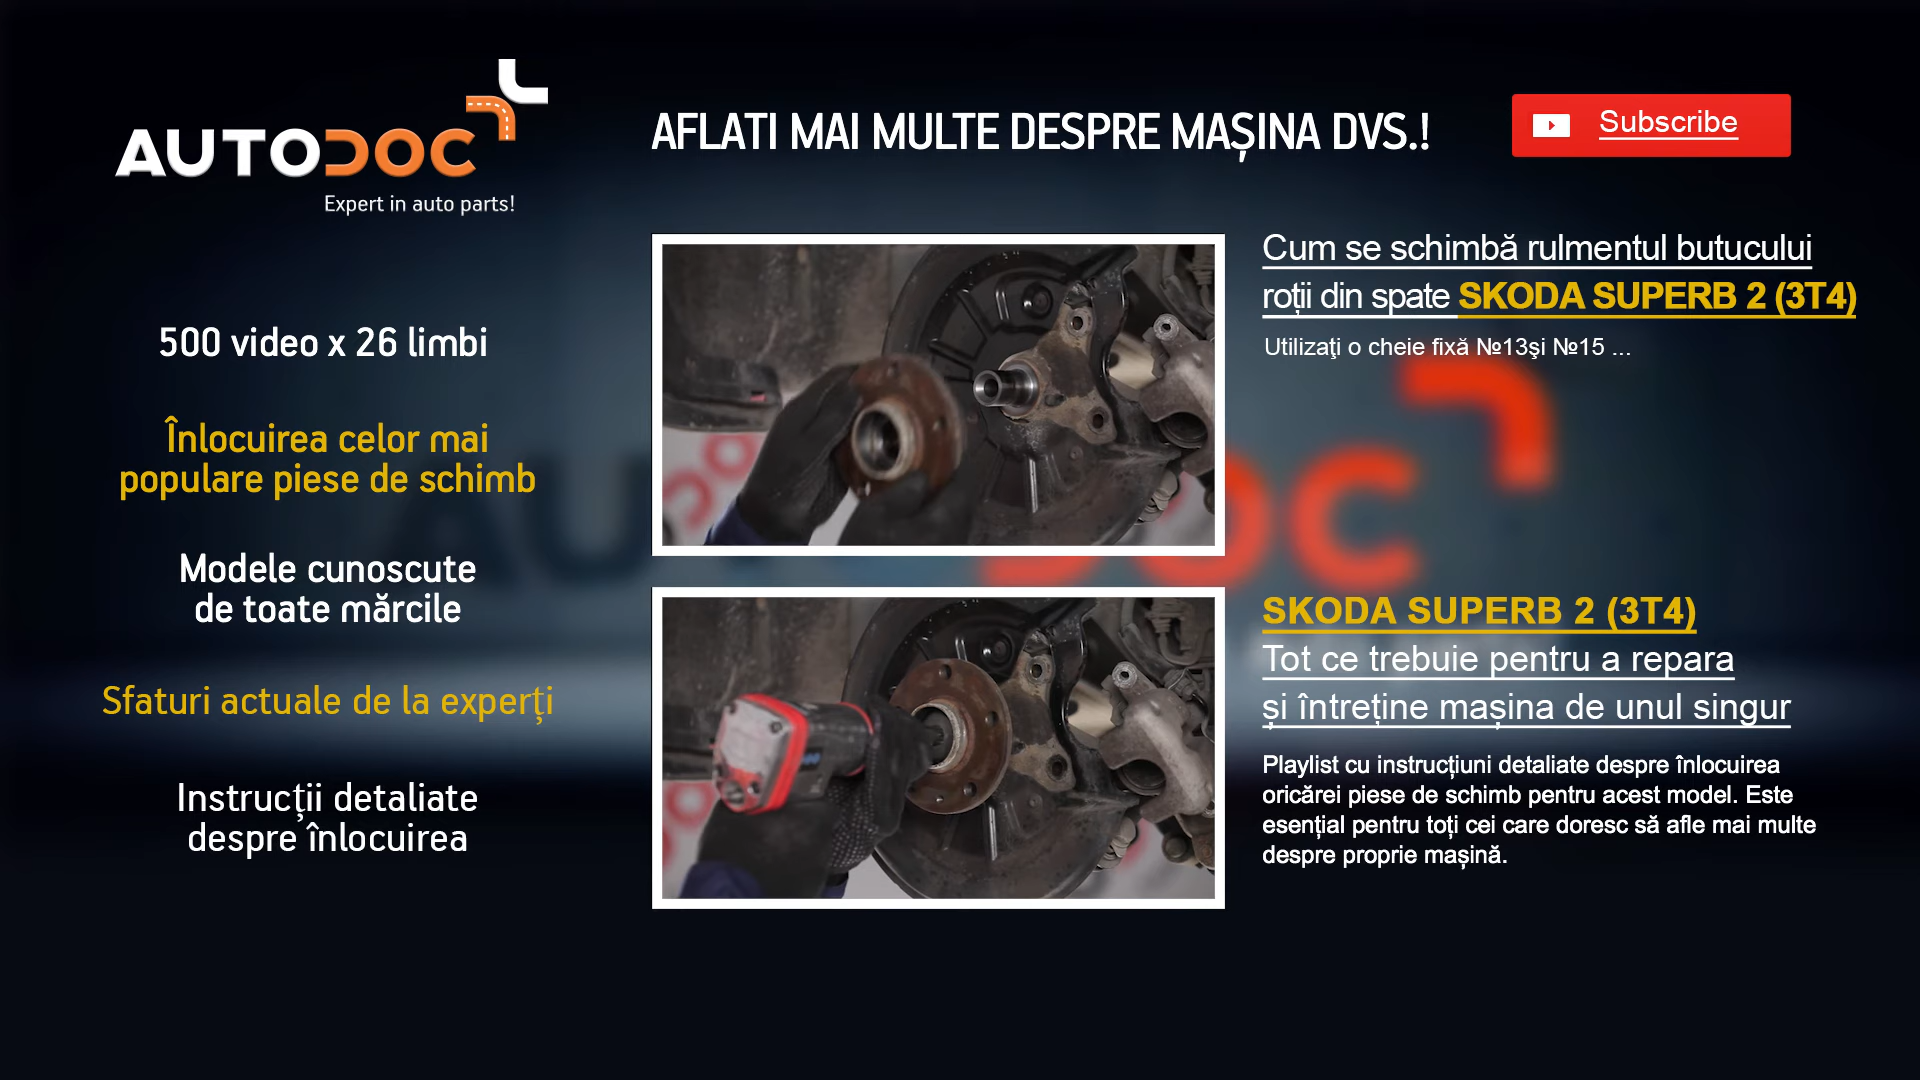 AUTODOC
Expert in auto parts!
AFLATI MAI MULTE DESPRE MAȘINA DVS.!
Subscribe
500 video x 26 limbi
Înlocuirea celor mai
populare piese de schimb
Modele cunoscute
de toate mărcile
Sfaturi actuale de la experți
Instrucții detaliate
despre înlocuirea
Cum se schimbă rulmentul butucului
roții din spate SKODA SUPERB 2 (3T4)
Utilizaţi o cheie fixă №13şi №15 ...
SKODA SUPERB 2 (3T4)
Tot ce trebuie pentru a repara
și întreține mașina de unul singur
Playlist cu instrucțiuni detaliate despre înlocuirea
oricărei piese de schimb pentru acest model. Este
esențial pentru toți cei care doresc să afle mai multe
despre proprie mașină.